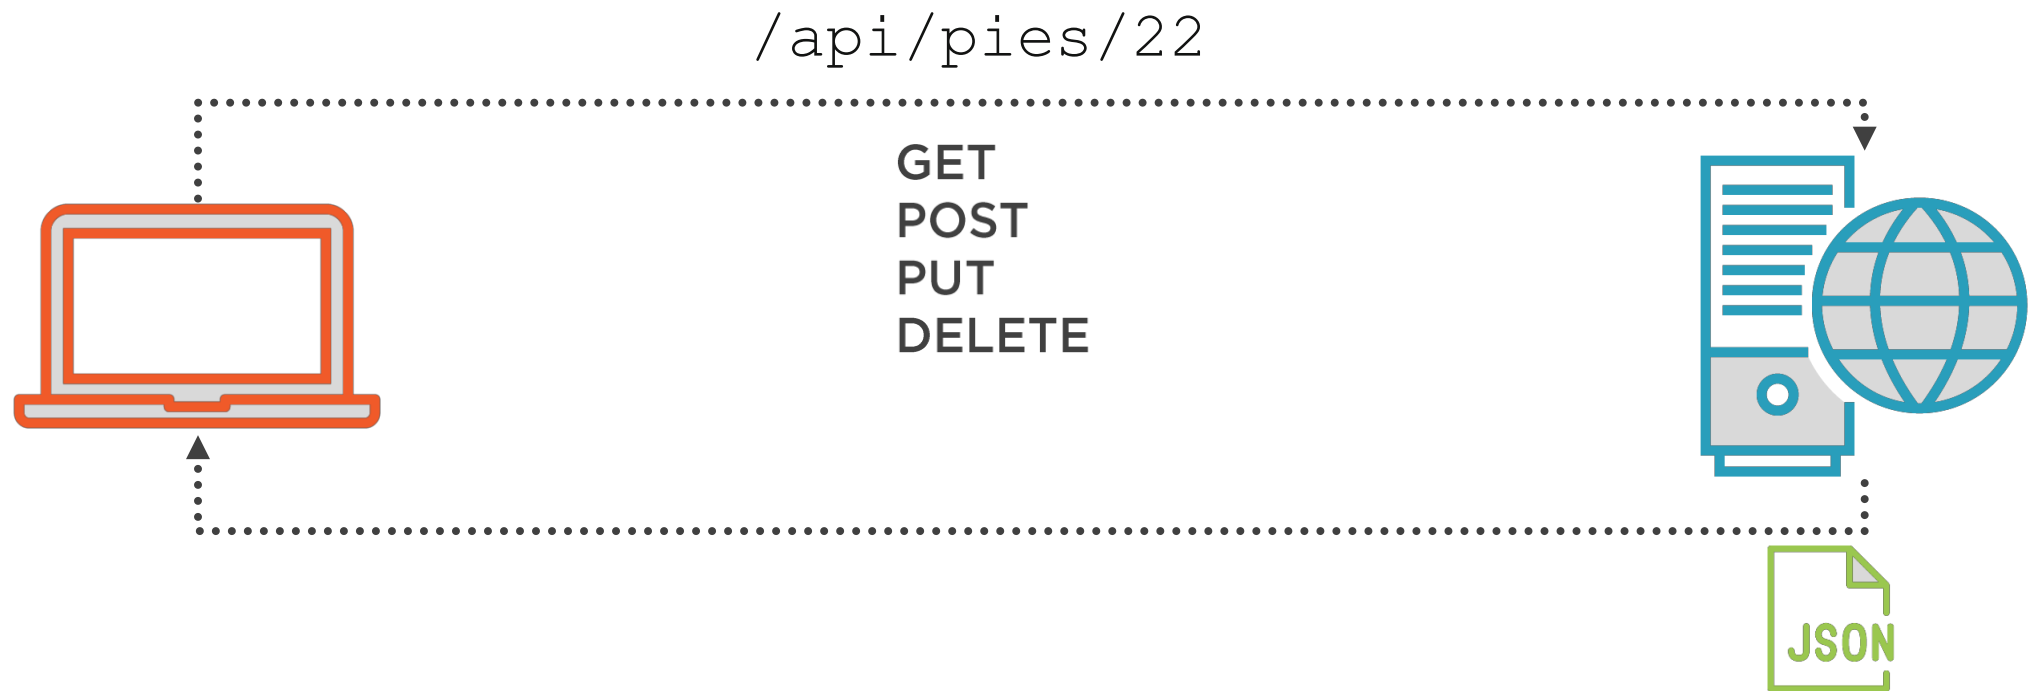 /api/pies/22
GET
POST
PUT
DELETE
JSON